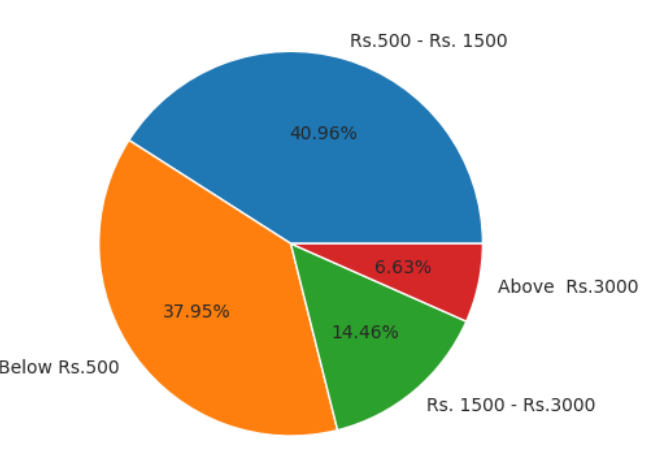 Rs.500 - Rs. 1500
40.96%
6.63%
Above  Rs.3000
37.95%
14.46%
Below Rs.500
Rs. 1500 - Rs.3000